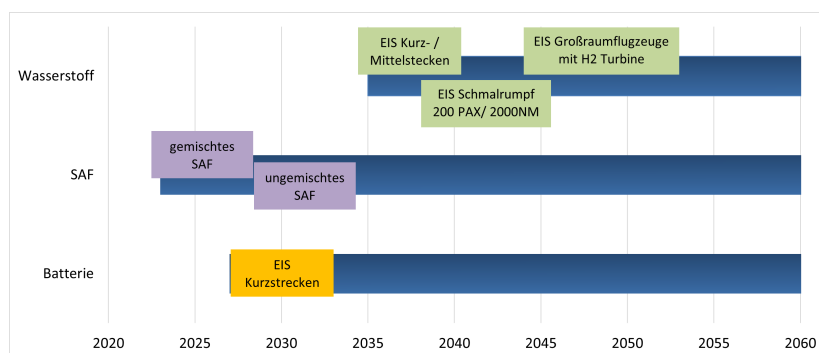 EIS Kurz- /
Mittelstecken
EIS Großraumflugzeuge
mit H2 Turbine
Wasserstoff
EIS Schmalrumpf
200 PAX/ 2000NM
gemischtes
SAF
SAF
ungemischtes
SAF
Batterie
EIS
Kurzstrecken
2020 2025 2030 2035 2040 2045 2050 2055 2060